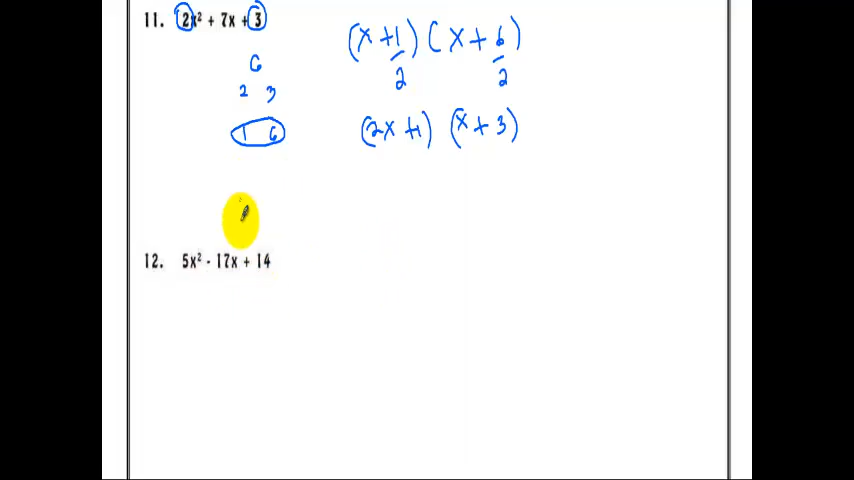 11. 2x² + 7x + 3
(x + 1/2) (x + 6/2)
6
2 3
1 6
(2x + 1) (x + 3)
12. 5x² - 17x + 14